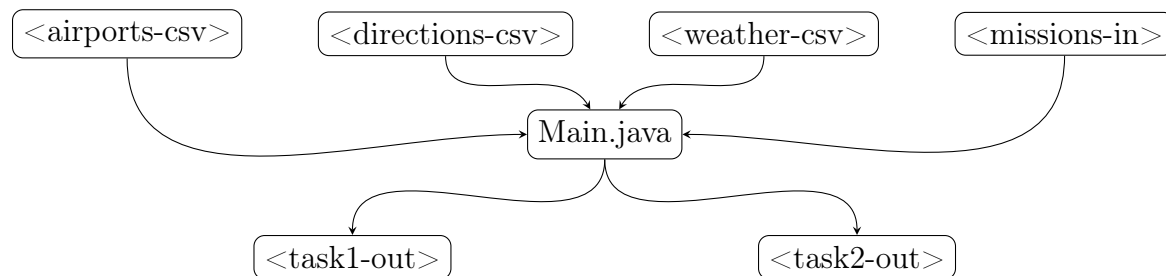 <airports-csv>
<directions-csv>
<weather-csv>
<missions-in>
Main.java
<task1-out>
<task2-out>